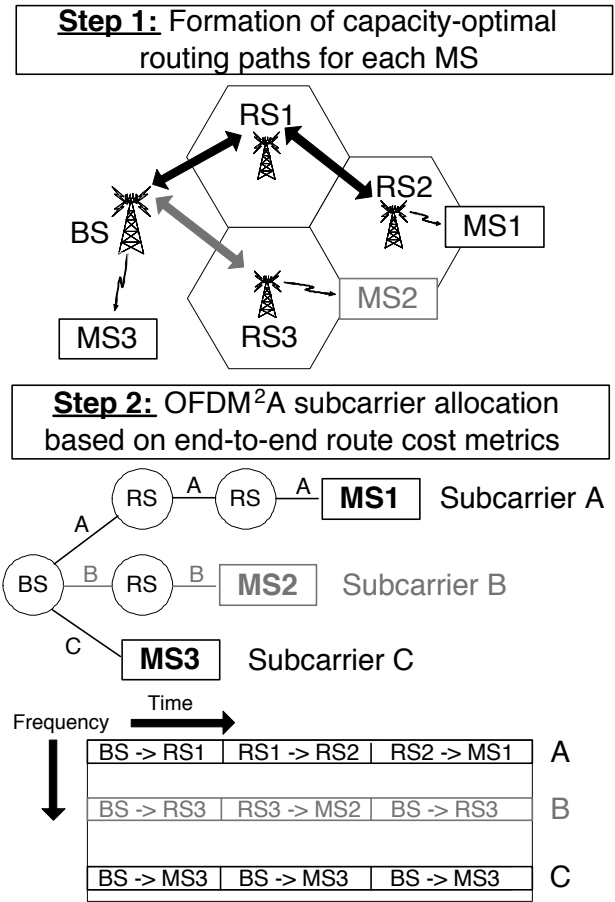 Step 1: Formation of capacity-optimal
routing paths for each MS
RS1
RS2
BS
MS1
MS2
RS3
MS3
Step 2: OFDM²A subcarrier allocation
based on end-to-end route cost metrics
RS A RS A MS1 Subcarrier A
A
BS B RS B MS2 Subcarrier B
C
MS3 Subcarrier C
Time
Frequency
BS -> RS1 RS1 -> RS2 RS2 -> MS1 A
BS -> RS3 RS3 -> MS2 BS -> RS3 B
BS -> MS3 BS -> MS3 BS -> MS3 C